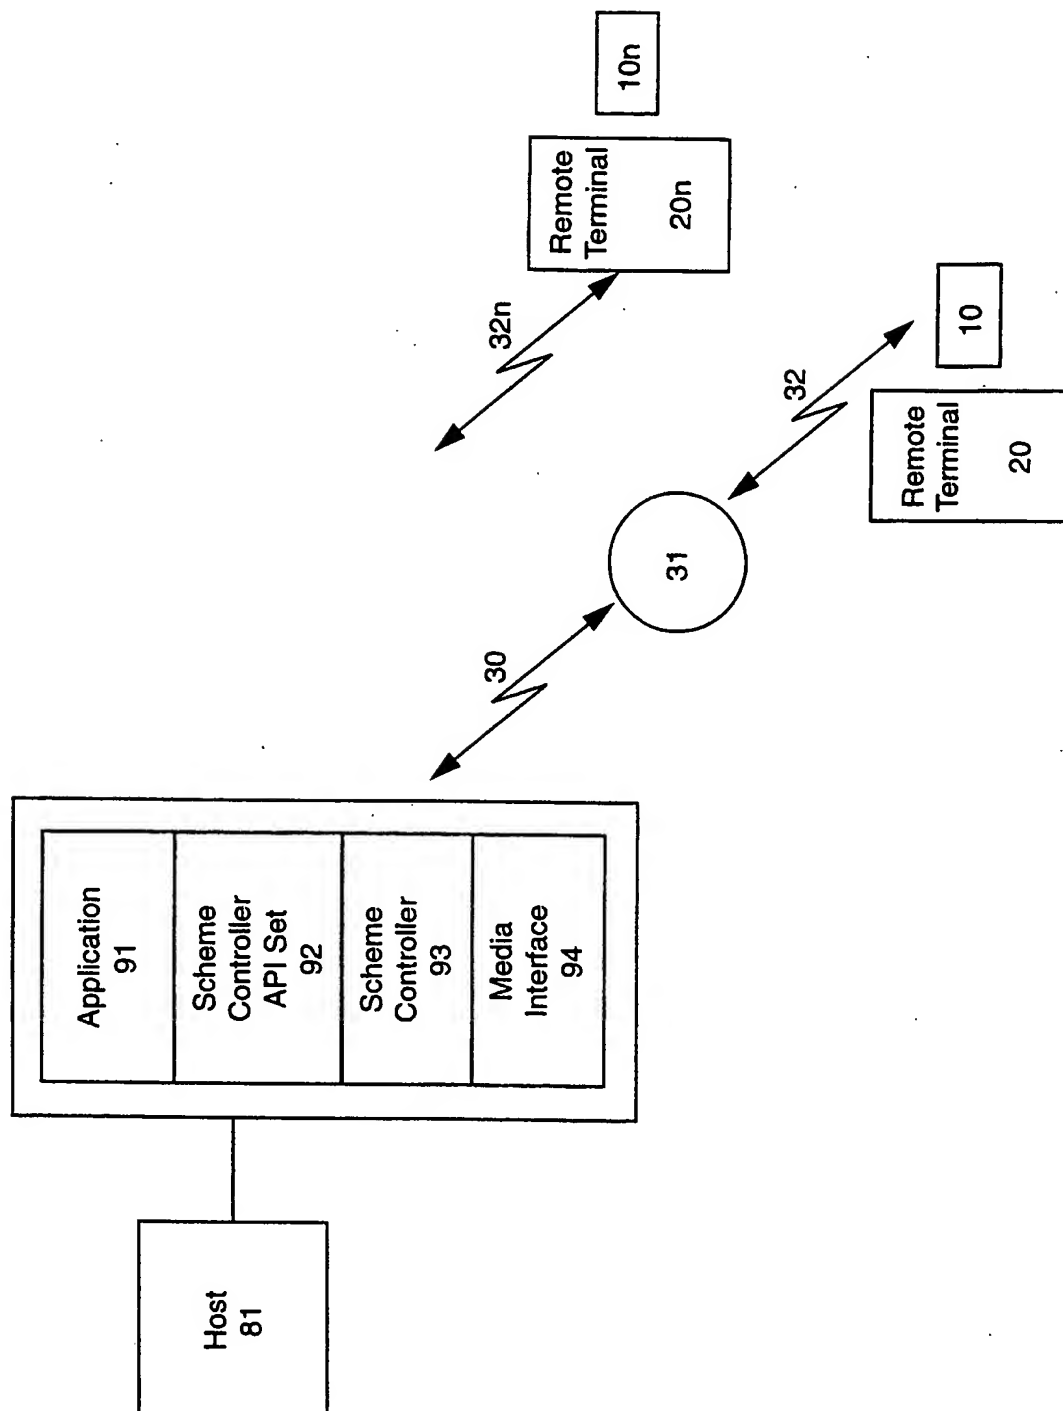 Host
81
Application
91
Scheme
Controller
API Set
92
Scheme
Controller
93
Media
Interface
94
30
31
32
32n
Remote
Terminal
20
10
Remote
Terminal
20n
10n